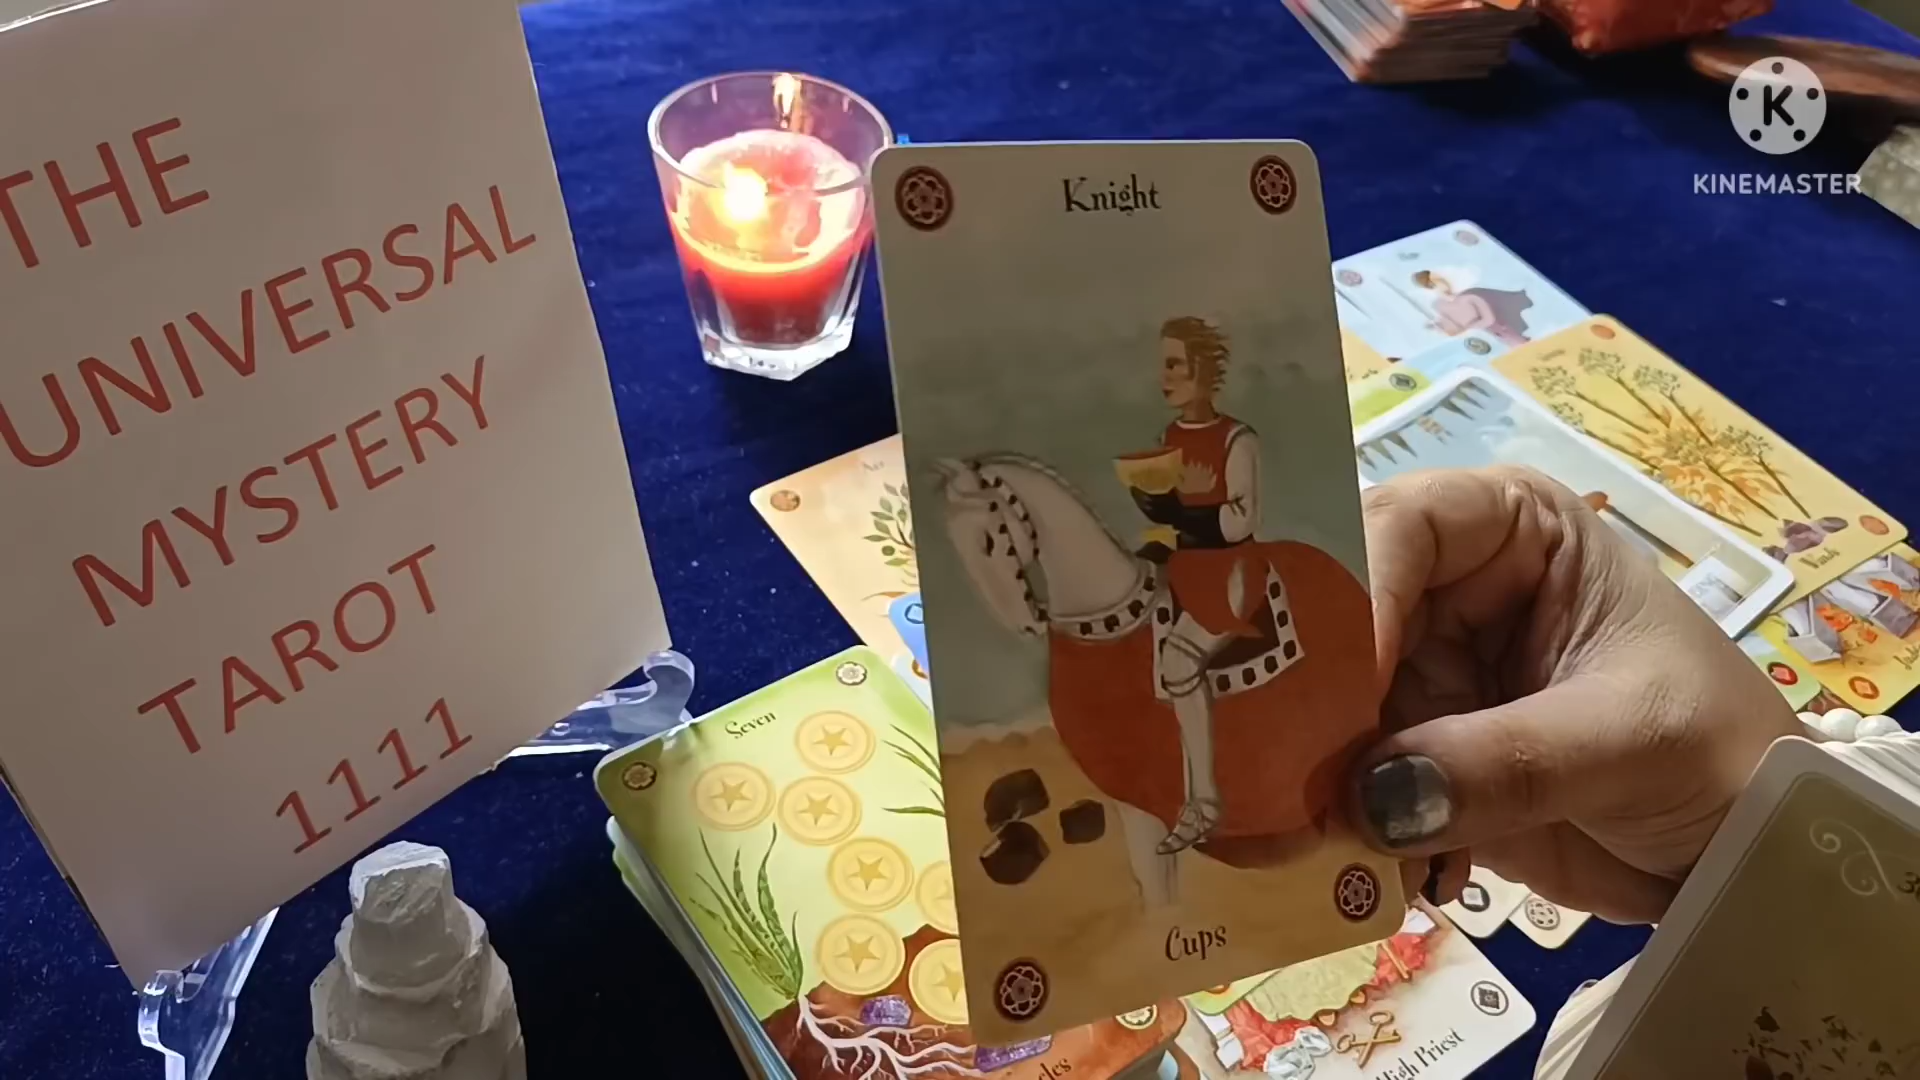 THE
UNIVERSAL
MYSTERY
TAROT
1111
Knight
Cups
K
KINEMASTER
Seven
High Priest
Wands